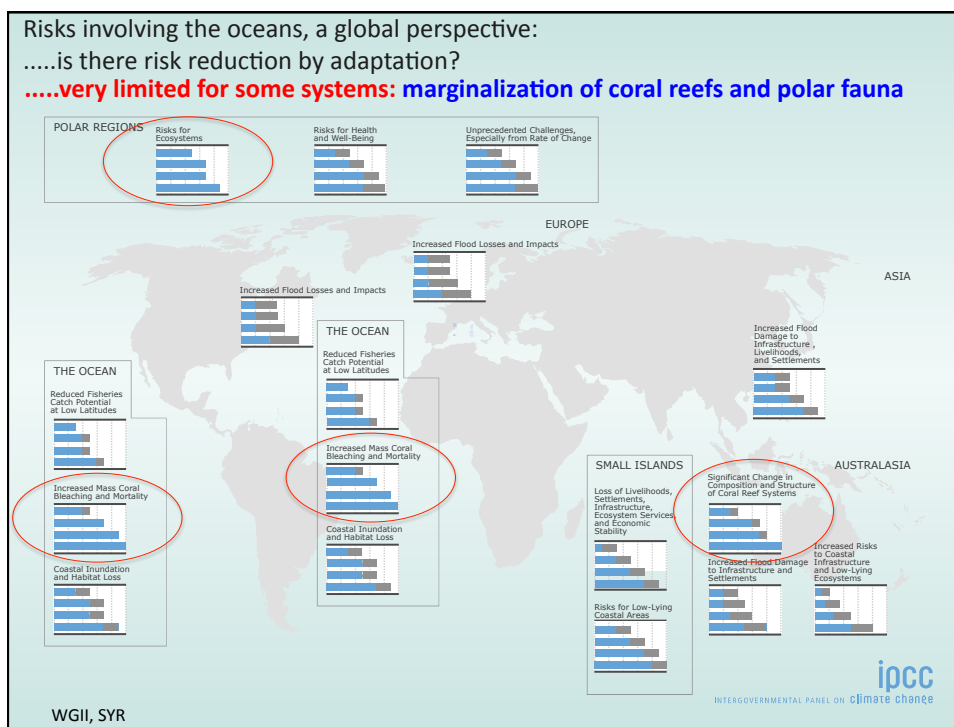 Risks involving the oceans, a global perspective:
.....is there risk reduction by adaptation?
.....very limited for some systems: marginalization of coral reefs and polar fauna
POLAR REGIONS
Risks for
Ecosystems
Risks for Health
and Well-Being
Unprecedented Challenges,
Especially from Rate of Change
EUROPE
Increased Flood Losses and Impacts
ASIA
Increased Flood Losses and Impacts
Increased Flood
Damage to
Infrastructure ,
Livelihoods,
and Settlements
THE OCEAN
Reduced Fisheries
Catch Potential
at Low Latitudes
Increased Mass Coral
Bleaching and Mortality
Coastal Inundation
and Habitat Loss
THE OCEAN
Reduced Fisheries
Catch Potential
at Low Latitudes
Increased Mass Coral
Bleaching and Mortality
Coastal Inundation
and Habitat Loss
SMALL ISLANDS
Loss of Livelihoods,
Settlements,
Infrastructure,
Ecosystem Services,
and Economic
Stability
Risks for Low-Lying
Coastal Areas
AUSTRALASIA
Significant Change in
Composition and Structure
of Coral Reef Systems
Increased Flood Damage
to Infrastructure and
Settlements
Increased Risks
to Coastal
Infrastructure
and Low-Lying
Ecosystems
ipcc
INTERGOVERNMENTAL PANEL ON climate change
WGII, SYR